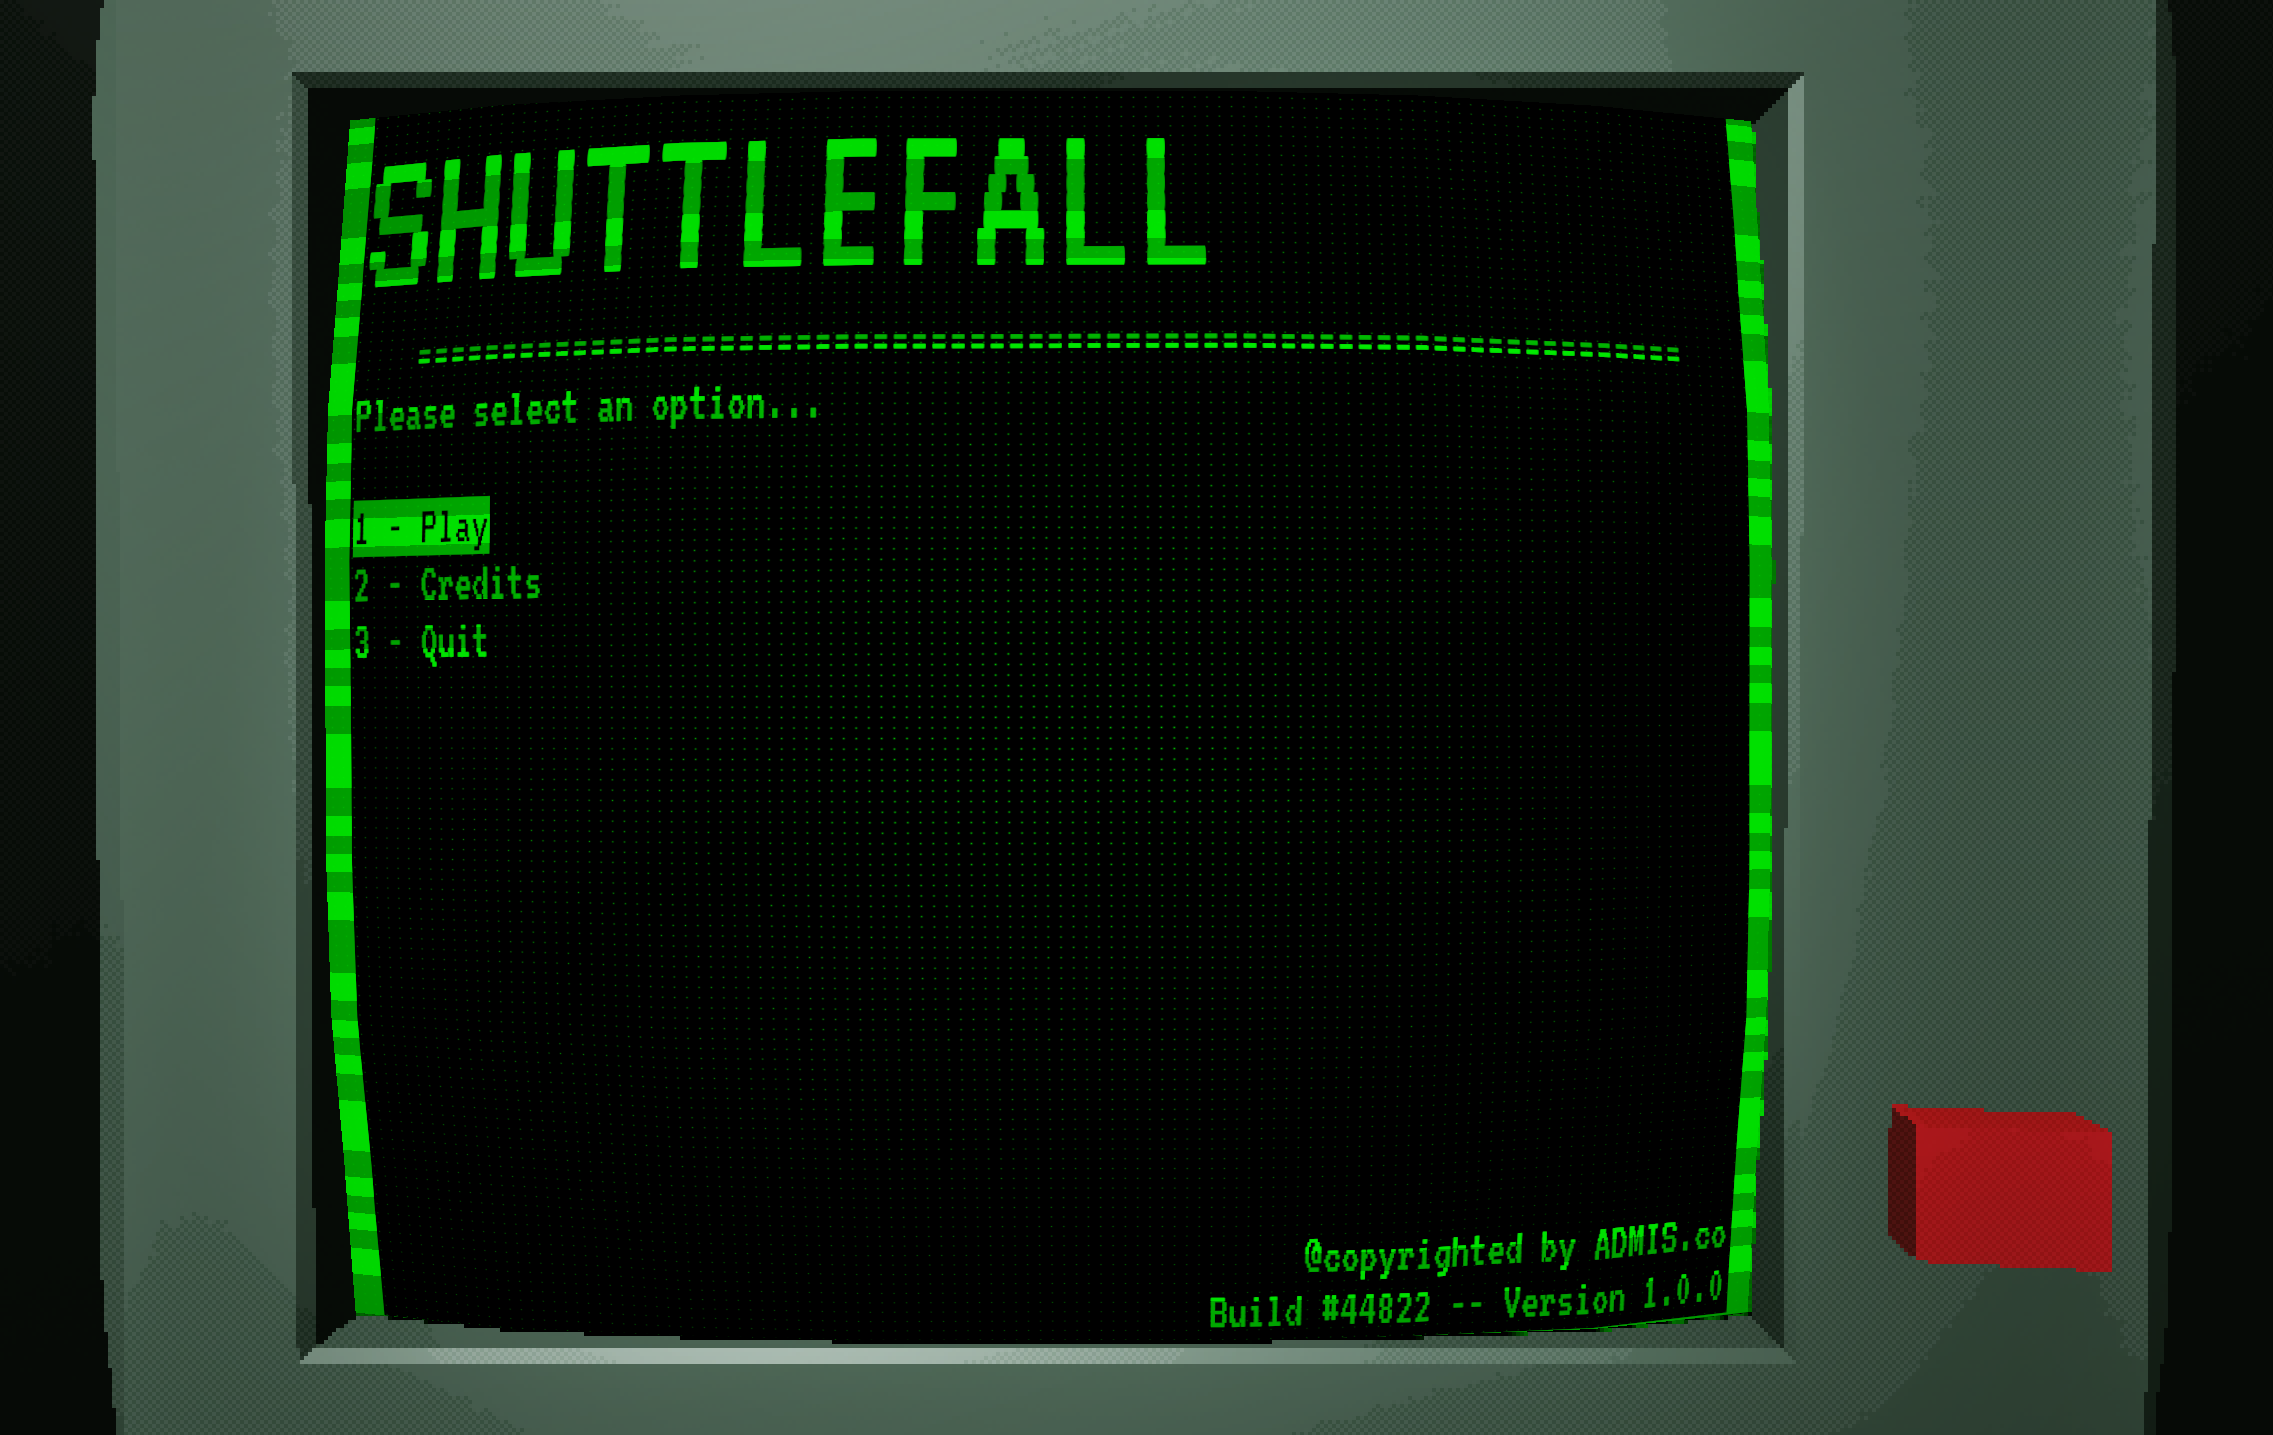 SHUTTLEFALL
==================================================================
Please select an option...
1 - Play
2 - Credits
3 - Quit
@copyrighted by ADMIS.co
Build #44822 -- Version 1.0.0